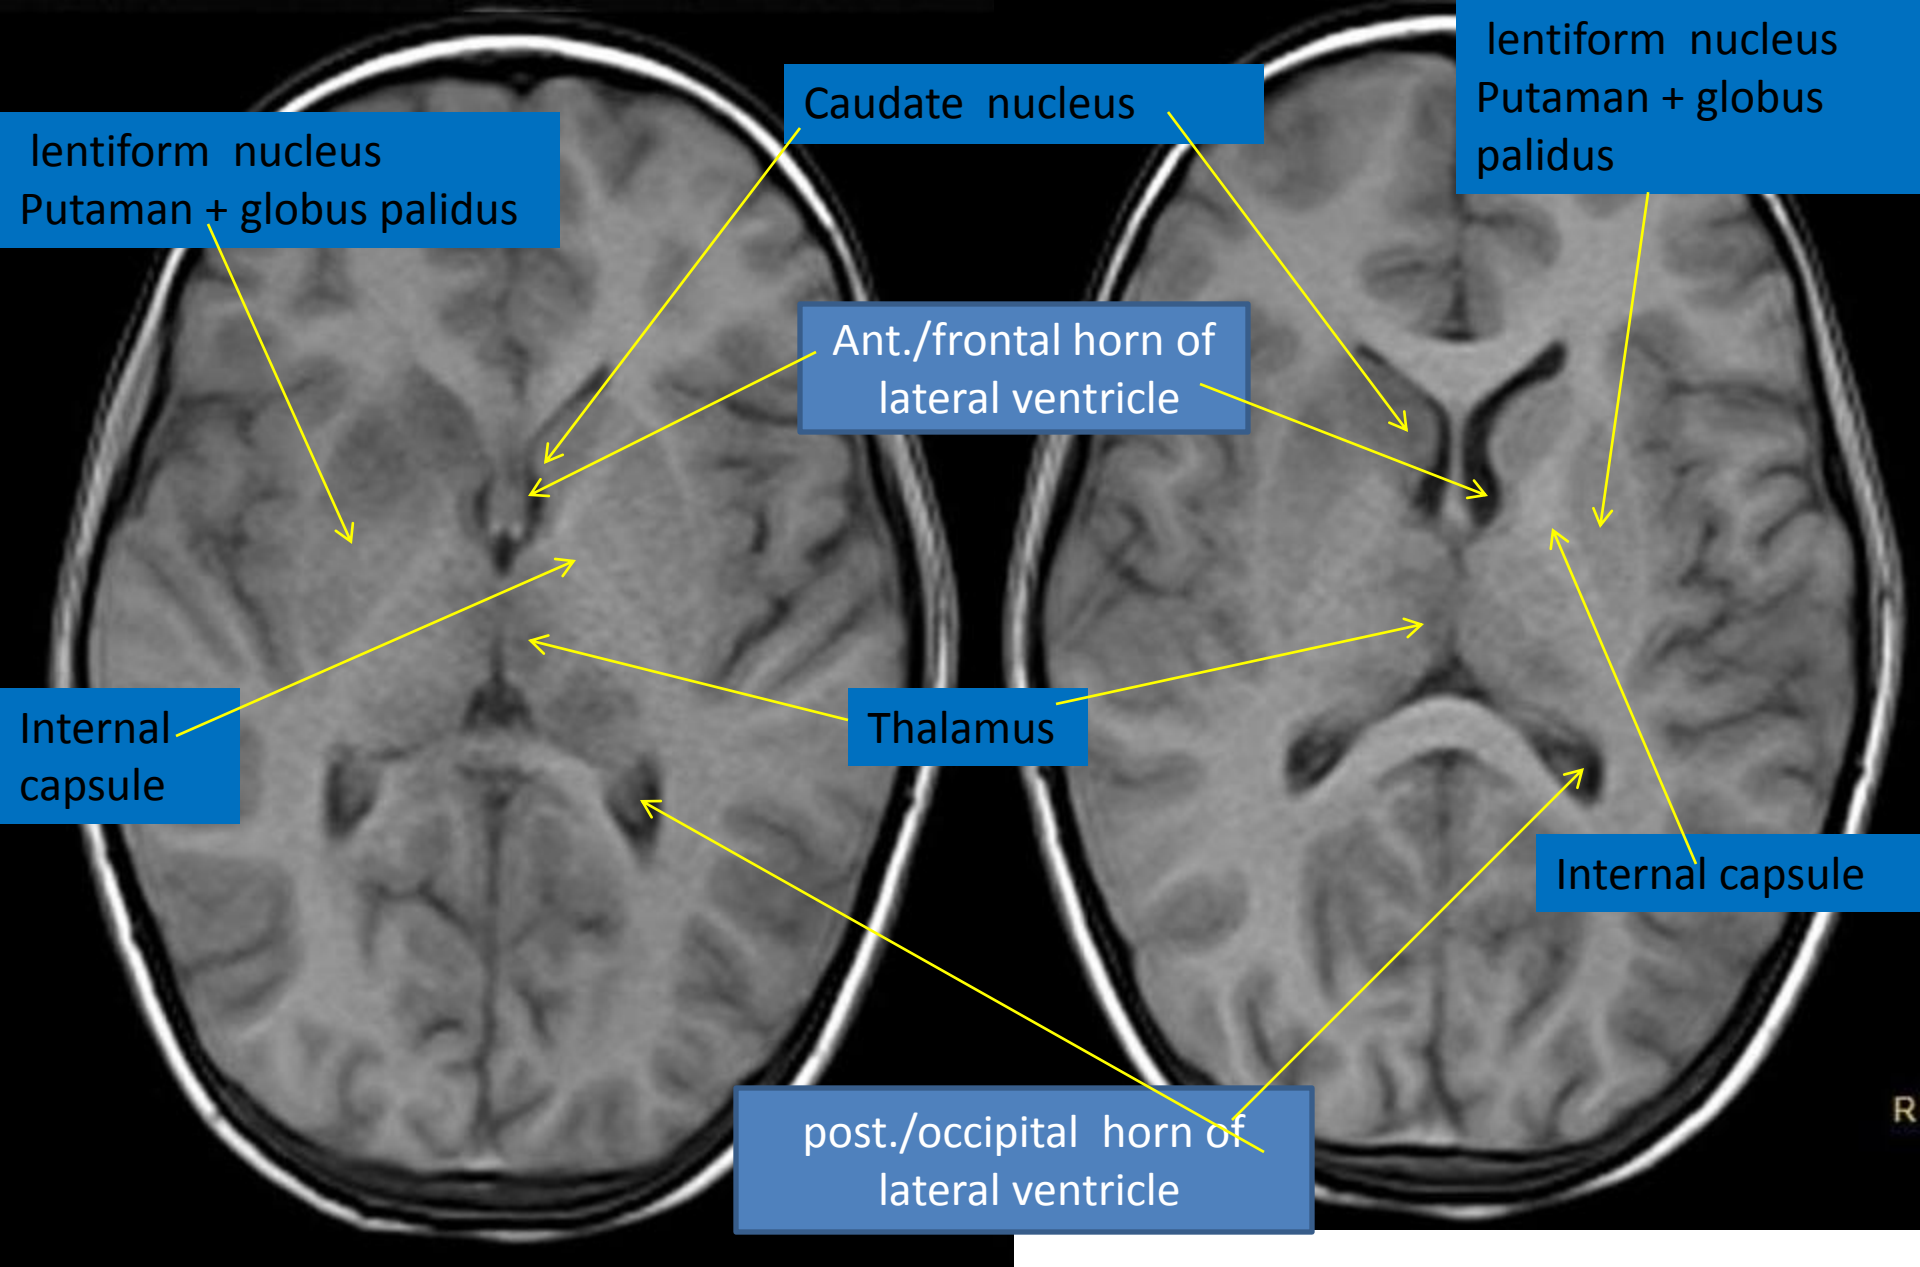 lentiform nucleus
Putaman + globus palidus
Caudate nucleus
lentiform nucleus
Putaman + globus
palidus
Ant./frontal horn of
lateral ventricle
Internal
capsule
Thalamus
Internal capsule
post./occipital horn of
lateral ventricle
R